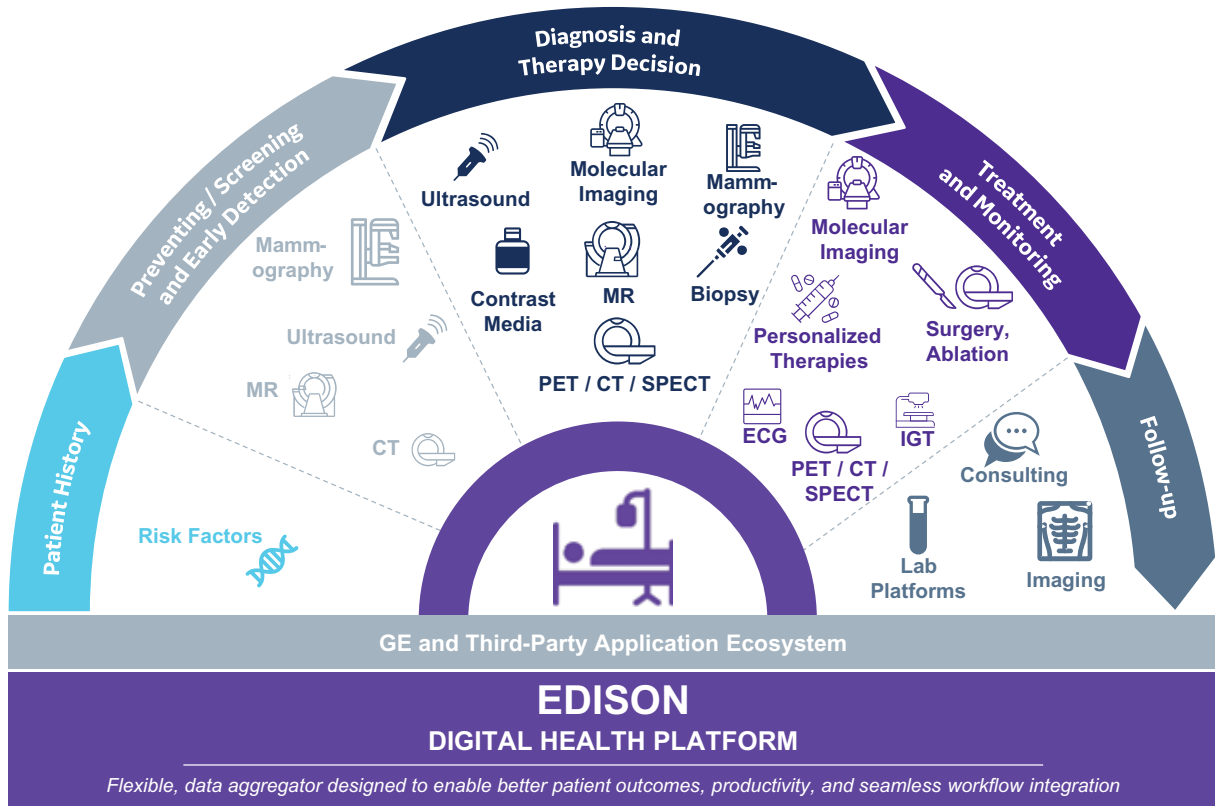 Diagnosis and
Therapy Decision
Preventing / Screening
and Early Detection
Treatment
and Monitoring
Patient History
Follow-up
Risk Factors
Mamm-
ography
Ultrasound
MR
CT
Ultrasound
Molecular
Imaging
Mamm-
ography
Contrast
Media
MR
Biopsy
PET / CT / SPECT
Molecular
Imaging
Personalized
Therapies
Surgery,
Ablation
ECG
PET / CT /
SPECT
IGT
Consulting
Lab
Platforms
Imaging
GE and Third-Party Application Ecosystem
EDISON
DIGITAL HEALTH PLATFORM
Flexible, data aggregator designed to enable better patient outcomes, productivity, and seamless workflow integration